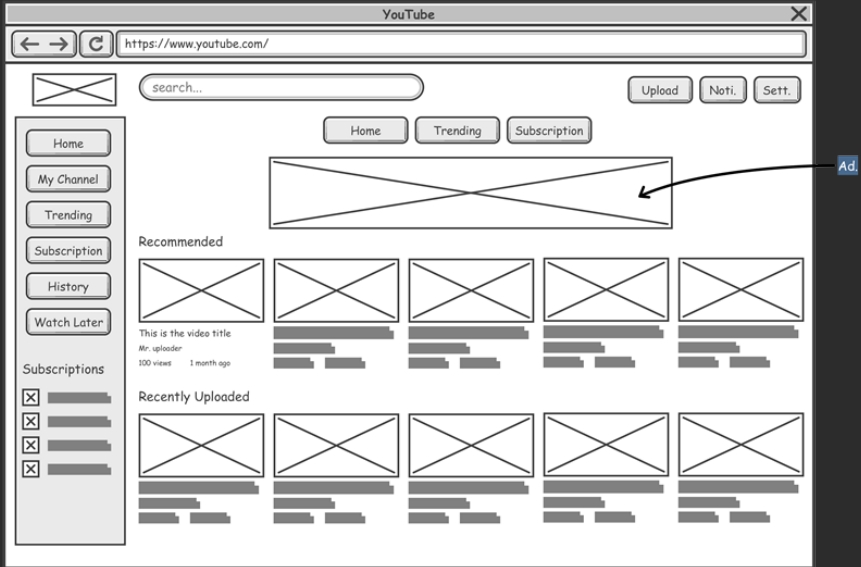 YouTube
https://www.youtube.com/
search...
Upload
Noti.
Sett.
Home
Trending
Subscription
Ad.
Home
My Channel
Trending
Subscription
History
Watch Later
Subscriptions
Recommended
This is the video title
Mr. uploader
100 views 1 month ago
Recently Uploaded